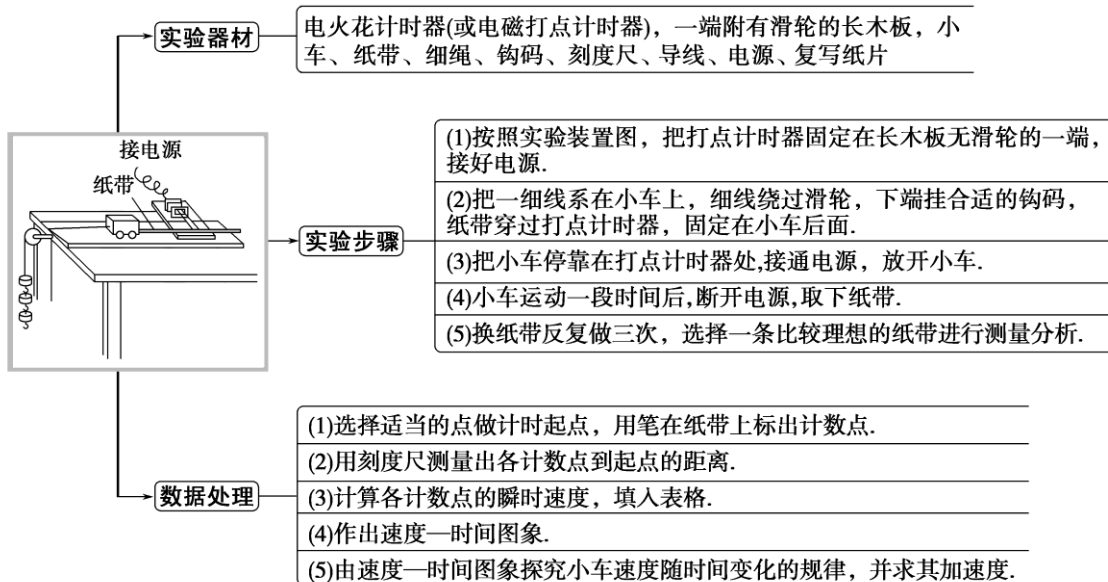 实验器材
电火花计时器(或电磁打点计时器)，一端附有滑轮的长木板，小
车、纸带、细绳、钩码、刻度尺、导线、电源、复写纸片
接电源
纸带
实验步骤
(1)按照实验装置图，把打点计时器固定在长木板无滑轮的一端，
接好电源.
(2)把一细线系在小车上，细线绕过滑轮，下端挂合适的钩码，
纸带穿过打点计时器，固定在小车后面.
(3)把小车停靠在打点计时器处,接通电源，放开小车.
(4)小车运动一段时间后,断开电源,取下纸带.
(5)换纸带反复做三次，选择一条比较理想的纸带进行测量分析.
数据处理
(1)选择适当的点做计时起点，用笔在纸带上标出计数点.
(2)用刻度尺测量出各计数点到起点的距离.
(3)计算各计数点的瞬时速度，填入表格.
(4)作出速度—时间图象.
(5)由速度—时间图象探究小车速度随时间变化的规律，并求其加速度.